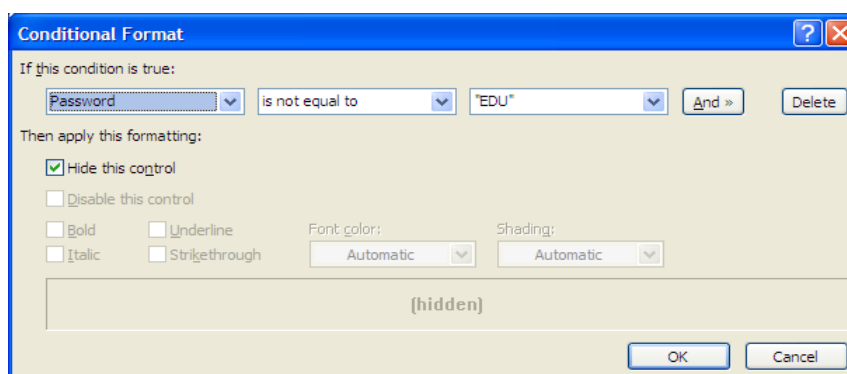 Conditional Format
If this condition is true:
Password is not equal to "EDU" And » Delete
Then apply this formatting:
Hide this control
Disable this control
Bold Underline Font color: Shading:
Italic Strikethrough Automatic Automatic
(hidden)
OK Cancel